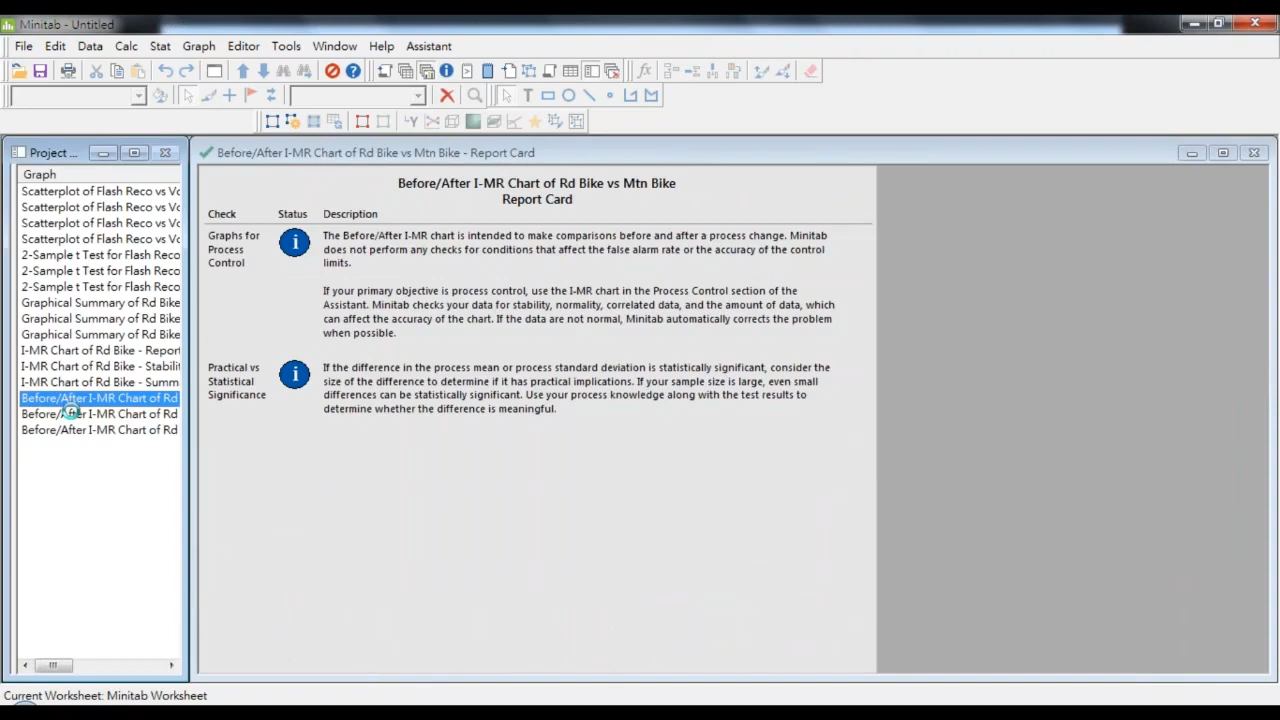 Minitab - Untitled
File Edit Data Calc Stat Graph Editor Tools Window Help Assistant
Project ...
Graph
Scatterplot of Flash Reco vs Vo
Scatterplot of Flash Reco vs Vo
Scatterplot of Flash Reco vs Vo
Scatterplot of Flash Reco vs Vo
2-Sample t Test for Flash Reco
2-Sample t Test for Flash Reco
2-Sample t Test for Flash Reco
Graphical Summary of Rd Bike
Graphical Summary of Rd Bike
Graphical Summary of Rd Bike
I-MR Chart of Rd Bike - Report
I-MR Chart of Rd Bike - Stabilit
I-MR Chart of Rd Bike - Summ
Before/After I-MR Chart of Rd
Before/After I-MR Chart of Rd
Before/After I-MR Chart of Rd
Before/After I-MR Chart of Rd Bike vs Mtn Bike - Report Card
Before/After I-MR Chart of Rd Bike vs Mtn Bike
Report Card
Check Status Description
Graphs for
Process
Control
The Before/After I-MR chart is intended to make comparisons before and after a process change. Minitab
does not perform any checks for conditions that affect the false alarm rate or the accuracy of the control
limits.
If your primary objective is process control, use the I-MR chart in the Process Control section of the
Assistant. Minitab checks your data for stability, normality, correlated data, and the amount of data, which
can affect the accuracy of the chart. If the data are not normal, Minitab automatically corrects the problem
when possible.
Practical vs
Statistical
Significance
If the difference in the process mean or process standard deviation is statistically significant, consider the
size of the difference to determine if it has practical implications. If your sample size is large, even small
differences can be statistically significant. Use your process knowledge along with the test results to
determine whether the difference is meaningful.
Current Worksheet: Minitab Worksheet